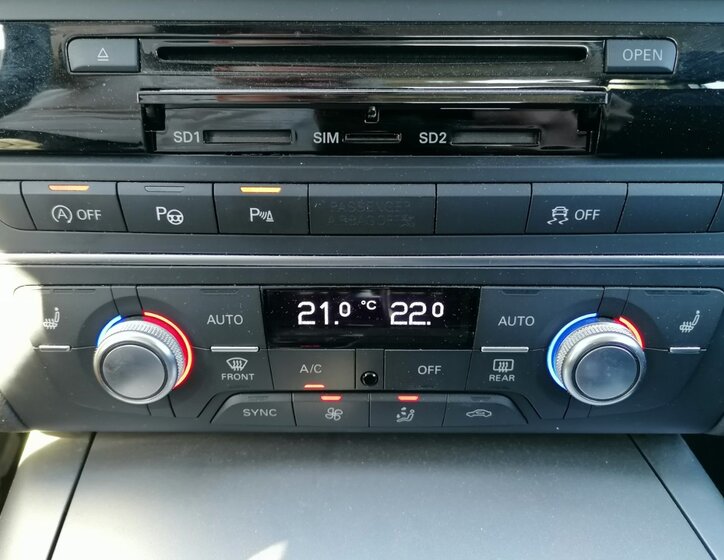 OPEN
SD1 SIM SD2
A OFF P P OFF
PASSENGER
AIRBAG OFF
AUTO 21.0 °C 22.0 AUTO
FRONT A/C OFF REAR
SYNC